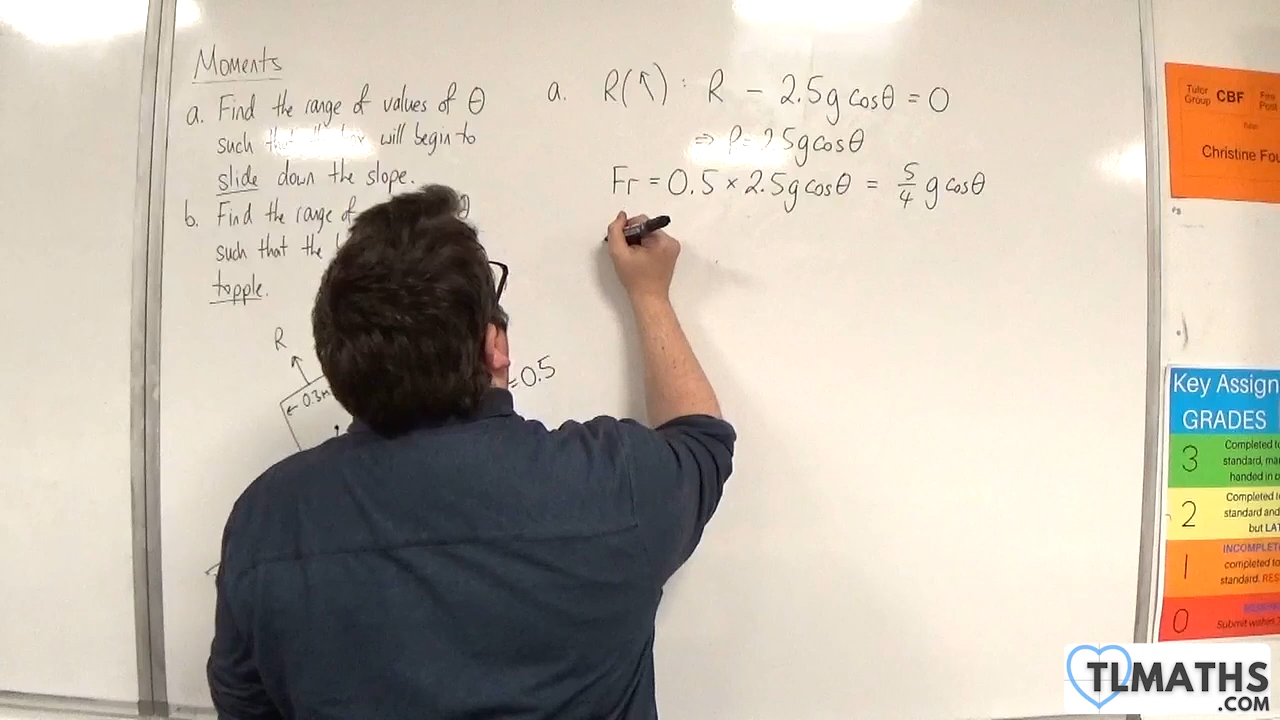 Moments
a. Find the range of values of θ
such that the box will begin to
slide down the slope.
b. Find the range of θ
such that the
topple.
R
← 0.3m
=0.5
a. R(↖): R - 2.5g cosθ = 0
⇒ R = 2.5g cosθ
Fr = 0.5 × 2.5g cosθ = 5/4 g cosθ
Tutor Group CBF
Christine Fou
Key Assign
GRADES
3 Completed to
standard, ma
handed in
2 Completed to
standard and
but LAT
1 INCOMPLET
completed to
standard. RES
0
Submit
TLMATHS
.COM